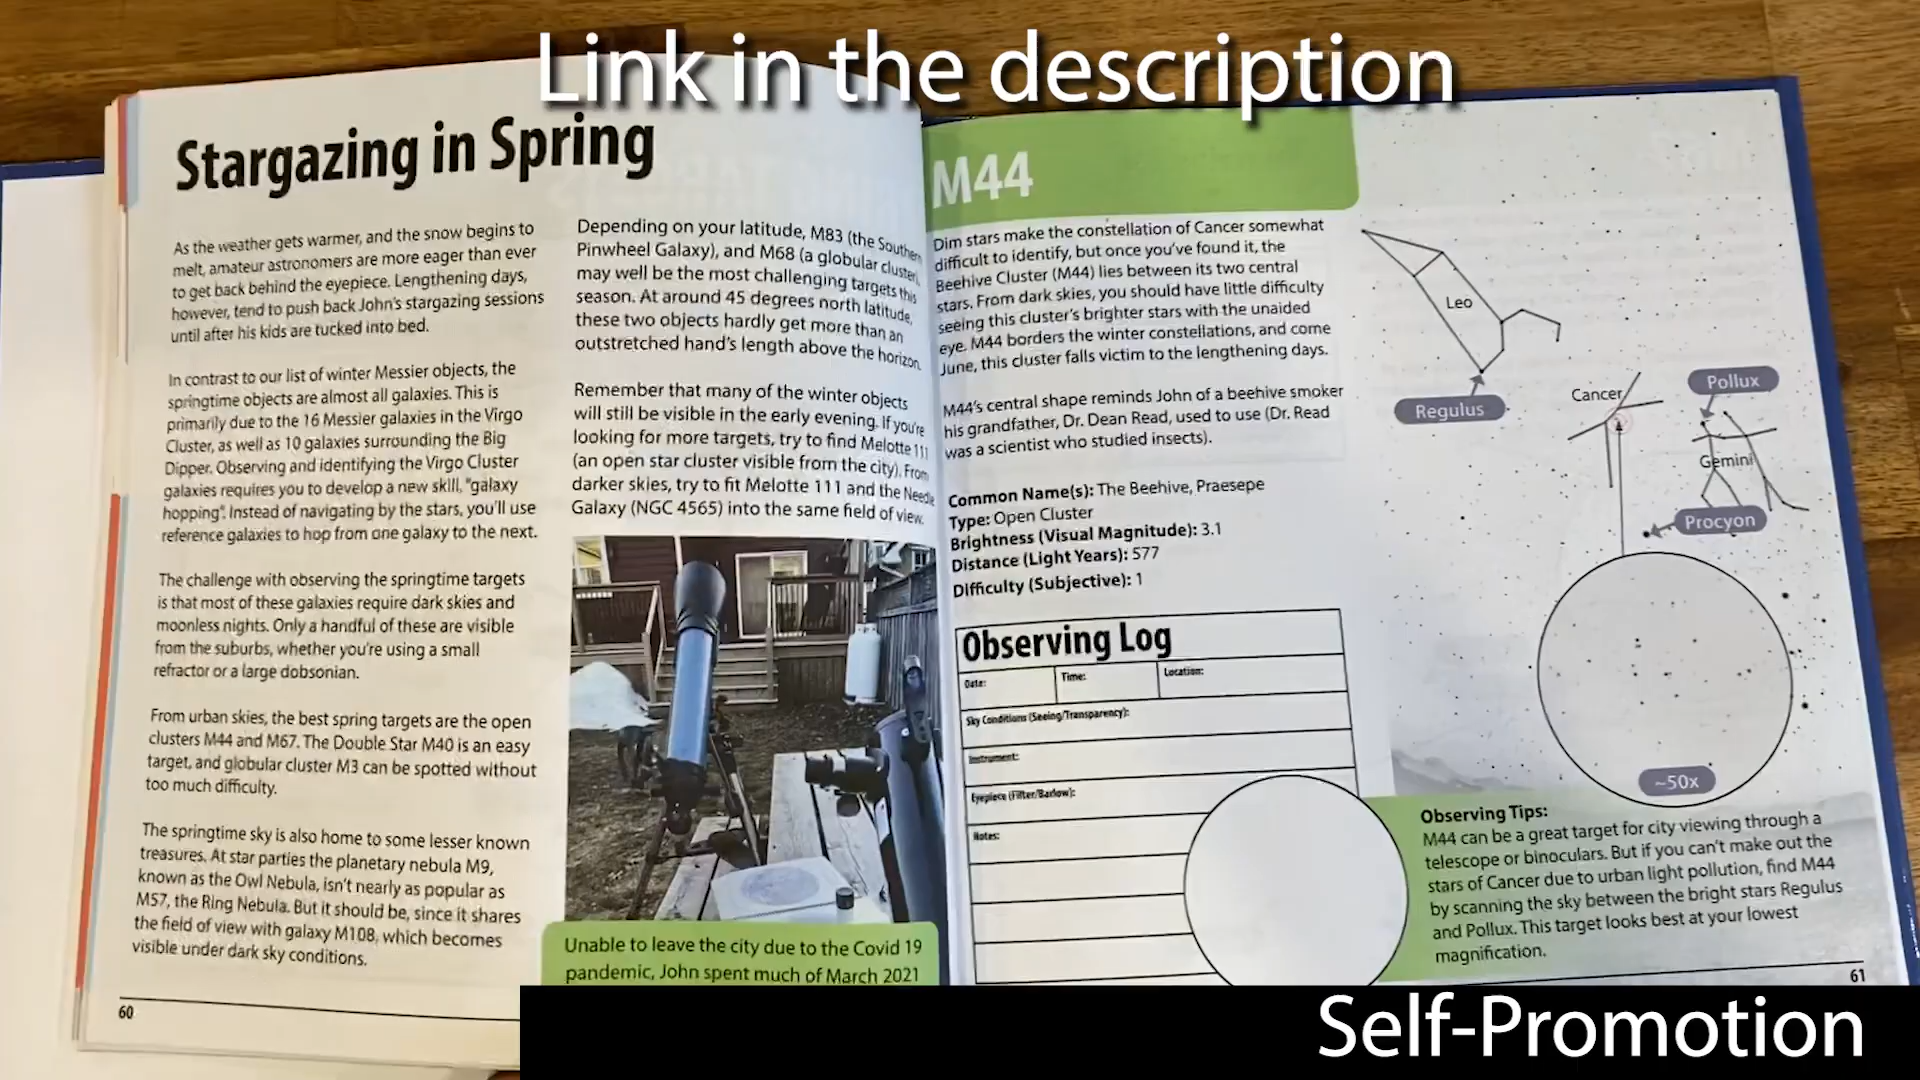 Link in the description
Stargazing in Spring
As the weather gets warmer, and the snow begins to
melt, amateur astronomers are more eager than ever
to get back behind the eyepiece. Lengthening days,
however, tend to push back John's stargazing sessions
until after his kids are tucked into bed.
In contrast to our list of winter Messier objects, the
springtime objects are almost all galaxies. This is
primarily due to the 16 Messier galaxies in the Virgo
Cluster, as well as 10 galaxies surrounding the Big
Dipper. Observing and identifying the Virgo Cluster
galaxies requires you to develop a new skill, "galaxy
hopping". Instead of navigating by the stars, you'll use
reference galaxies to hop from one galaxy to the next.
The challenge with observing the springtime targets
is that most of these galaxies require dark skies and
moonless nights. Only a handful of these are visible
from the suburbs, whether you're using a small
refractor or a large dobsonian.
From urban skies, the best spring targets are the open
clusters M44 and M67. The Double Star M40 is an easy
target, and globular cluster M3 can be spotted without
too much difficulty.
The springtime sky is also home to some lesser known
treasures. At star parties the planetary nebula M9,
known as the Owl Nebula, isn't nearly as popular as
M57, the Ring Nebula. But it should be, since it shares
the field of view with galaxy M108, which becomes
visible under dark sky conditions.
60
Depending on your latitude, M83 (the Southern
Pinwheel Galaxy), and M68 (a globular cluster),
may well be the most challenging targets this
season. At around 45 degrees north latitude,
these two objects hardly get more than an
outstretched hand's length above the horizon.
Remember that many of the winter objects
will still be visible in the early evening. If you're
looking for more targets, try to find Melotte 111
(an open star cluster visible from the city). From
darker skies, try to fit Melotte 111 and the Needle
Galaxy (NGC 4565) into the same field of view.
Unable to leave the city due to the Covid 19
pandemic, John spent much of March 2021
M44
Dim stars make the constellation of Cancer somewhat
difficult to identify, but once you've found it, the
Beehive Cluster (M44) lies between its two central
stars. From dark skies, you should have little difficulty
seeing this cluster's brighter stars with the unaided
eye. M44 borders the winter constellations, and come
June, this cluster falls victim to the lengthening days.
M44's central shape reminds John of a beehive smoker
his grandfather, Dr. Dean Read, used to use (Dr. Read
was a scientist who studied insects).
Common Name(s): The Beehive, Praesepe
Type: Open Cluster
Brightness (Visual Magnitude): 3.1
Distance (Light Years): 577
Difficulty (Subjective): 1
Observing Log
Date: Time: Location:
Sky Conditions (Seeing/Transparency):
Instrument:
Eyepiece (Filter/Barlow):
Notes:
Leo
Regulus
Cancer
Pollux
Gemini
Procyon
~50x
Observing Tips:
M44 can be a great target for city viewing through a
telescope or binoculars. But if you can't make out the
stars of Cancer due to urban light pollution, find M44
by scanning the sky between the bright stars Regulus
and Pollux. This target looks best at your lowest
magnification.
61
Self-Promotion